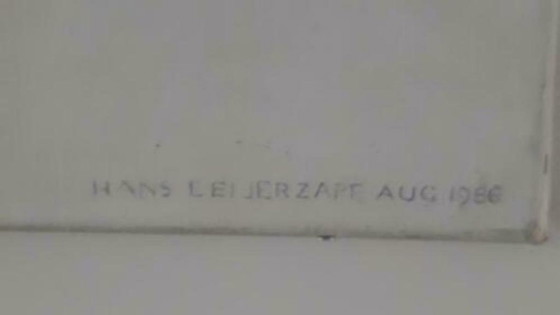 HANS LEIJERZAPF AUG 1986